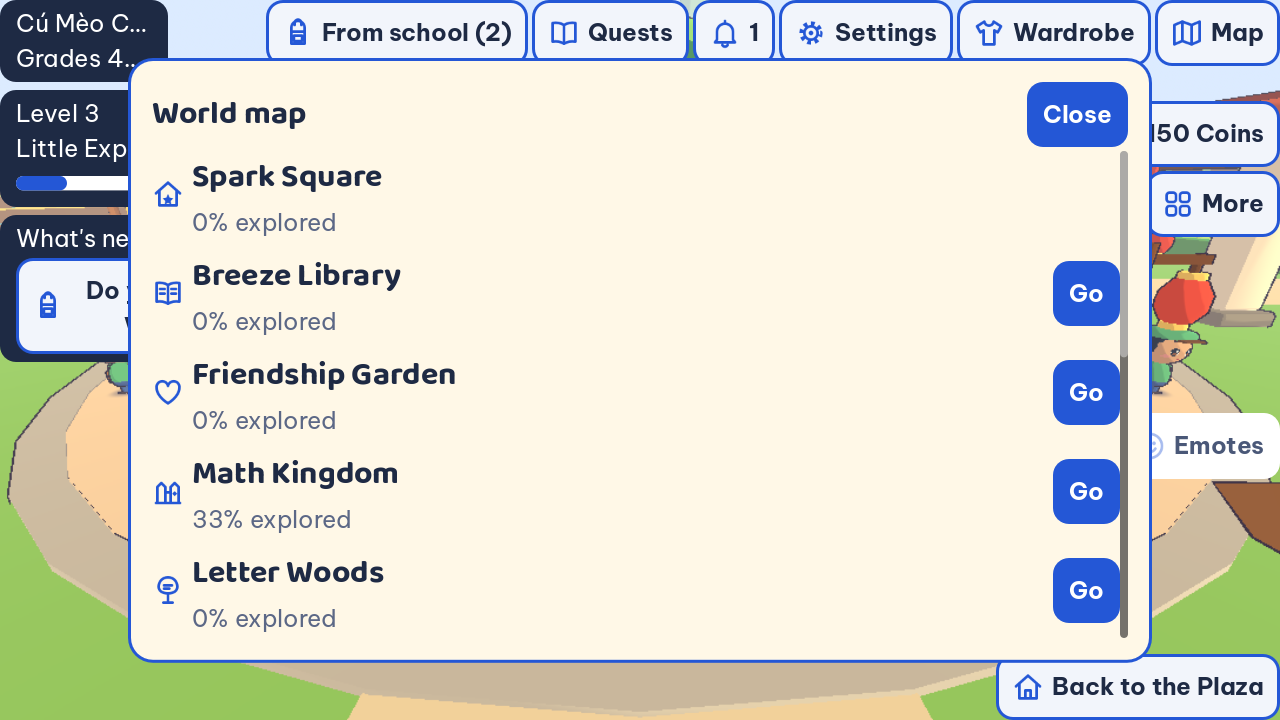 Cú Mèo C...
Grades 4...
From school (2)
Quests
1
Settings
Wardrobe
Map
Level 3
Little Exp
What's ne
Do
World map
Close
Spark Square
0% explored
Breeze Library
0% explored
Go
Friendship Garden
0% explored
Go
Math Kingdom
33% explored
Go
Letter Woods
0% explored
Go
150 Coins
More
Emotes
Back to the Plaza